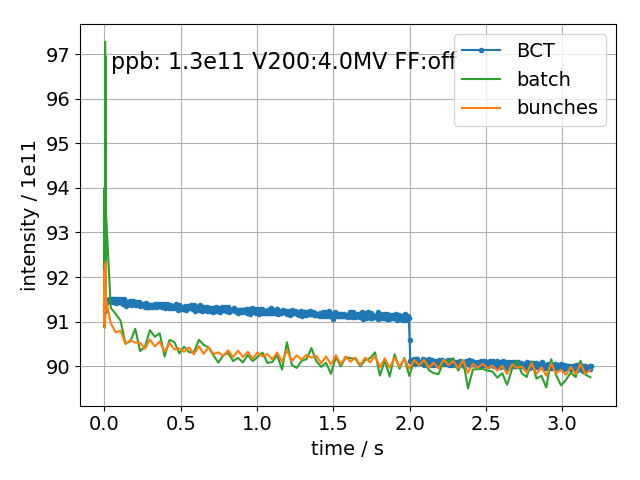 ppb: 1.3e11 V200:4.0MV FF:off
BCT
batch
bunches
97
96
95
94
93
92
91
90
intensity / 1e11
0.0 0.5 1.0 1.5 2.0 2.5 3.0
time / s